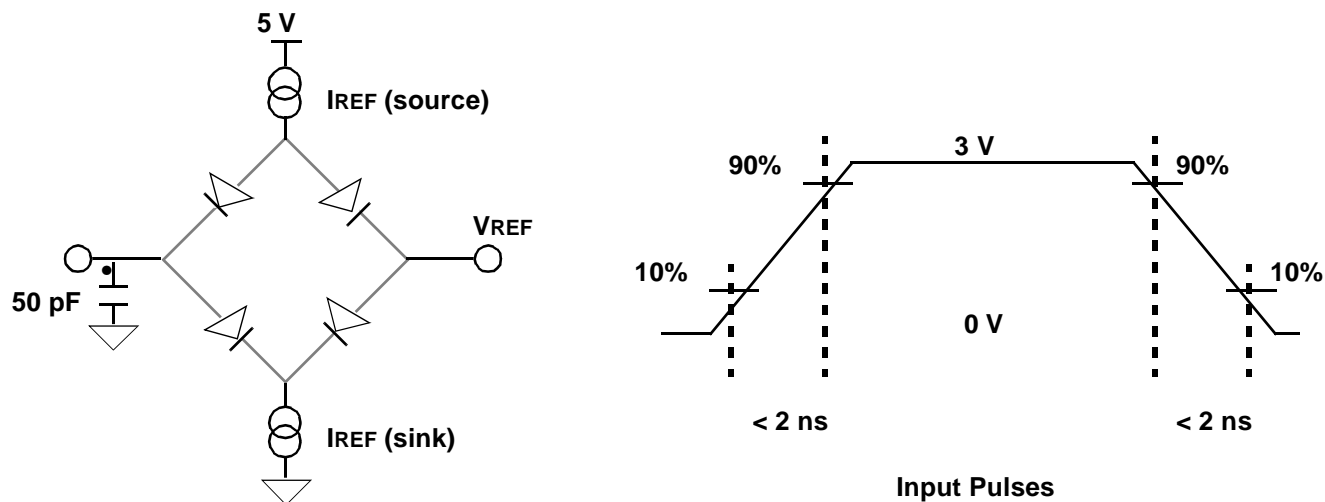 5 V
IREF (source)
VREF
50 pF
IREF (sink)
90%
3 V
90%
10%
10%
0 V
< 2 ns
< 2 ns
Input Pulses